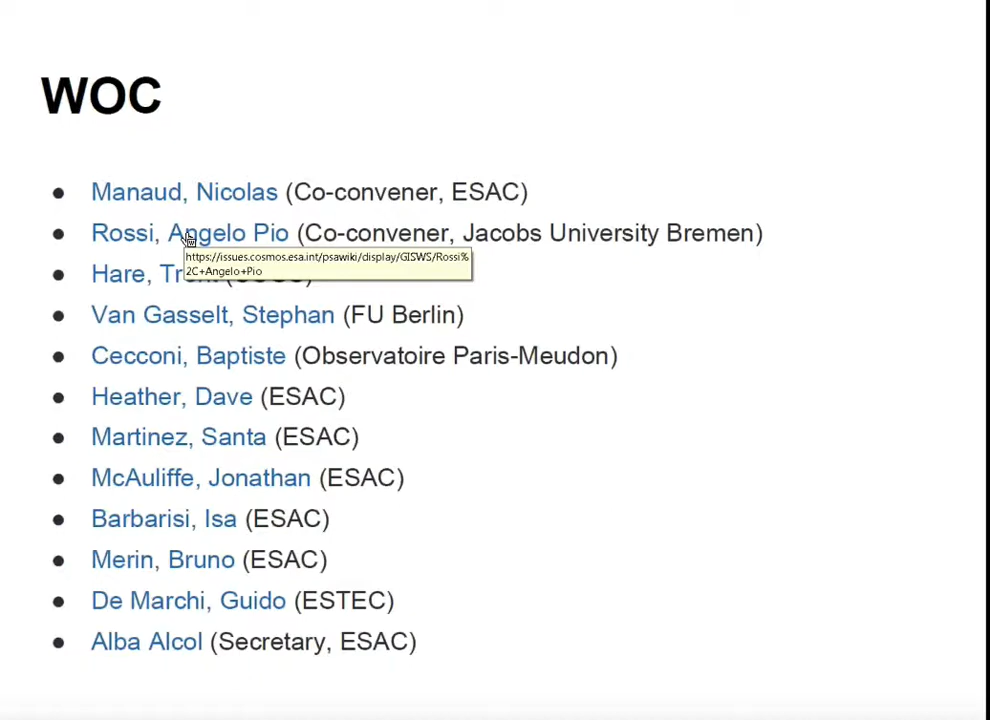 WOC
● Manaud, Nicolas (Co-convener, ESAC)
● Rossi, Angelo Pio (Co-convener, Jacobs University Bremen)
https://issues.cosmos.esa.int/psawiki/display/GISWS/Rossi%
2C+Angelo+Pio
● Hare,
● Van Gasselt, Stephan (FU Berlin)
● Cecconi, Baptiste (Observatoire Paris-Meudon)
● Heather, Dave (ESAC)
● Martinez, Santa (ESAC)
● McAuliffe, Jonathan (ESAC)
● Barbarisi, Isa (ESAC)
● Merin, Bruno (ESAC)
● De Marchi, Guido (ESTEC)
● Alba Alcol (Secretary, ESAC)